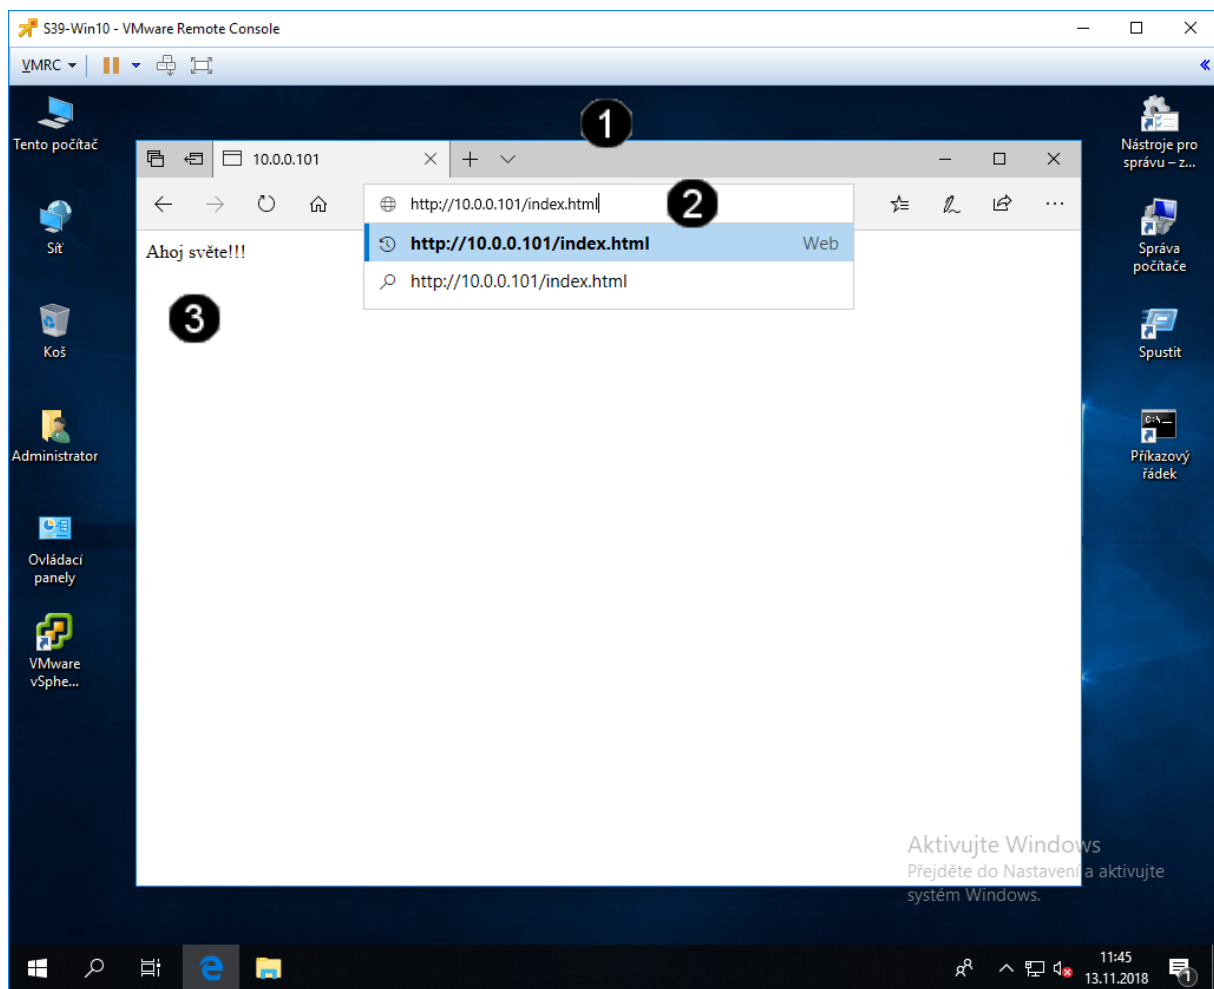 S39-Win10 - VMware Remote Console
VMRC
Tento počítač
Síť
Koš
Administrator
Ovládací
panely
VMware
vSphe...
1
10.0.0.101
http://10.0.0.101/index.html
2
http://10.0.0.101/index.html Web
http://10.0.0.101/index.html
Ahoj světe!!!
3
Nástroje pro
správu – z...
Správa
počítače
Spustit
C:\
Příkazový
řádek
Aktivujte Windows
Přejděte do Nastavení a aktivujte
systém Windows.
11:45
13.11.2018
1